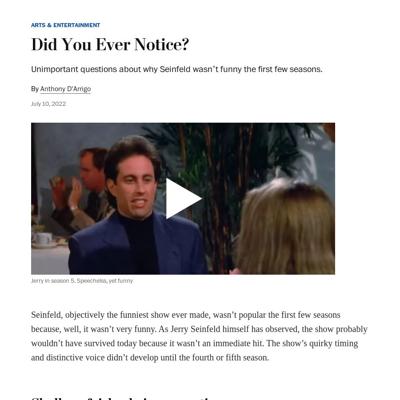 ARTS & ENTERTAINMENT
Did You Ever Notice?
Unimportant questions about why Seinfeld wasn't funny the first few seasons.
By Anthony D'Arrigo
July 10, 2022
Jerry in season 5. Speechelss, yet funny
Seinfeld, objectively the funniest show ever made, wasn't popular the first few seasons
because, well, it wasn't very funny. As Jerry Seinfeld himself has observed, the show probably
wouldn't have survived today because it wasn't an immediate hit. The show's quirky timing
and distinctive voice didn't develop until the fourth or fifth season.